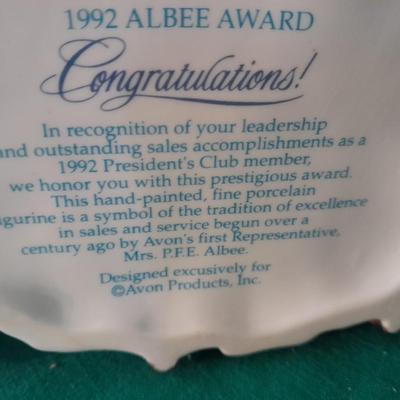 1992 ALBEE AWARD
Congratulations!
In recognition of your leadership
and outstanding sales accomplishments as a
1992 President's Club member,
we honor you with this prestigious award.
This hand-painted, fine porcelain
figurine is a symbol of the tradition of excellence
in sales and service begun over a
century ago by Avon's first Representative,
Mrs. P.F.E. Albee.
Designed excusively for
©Avon Products, Inc.